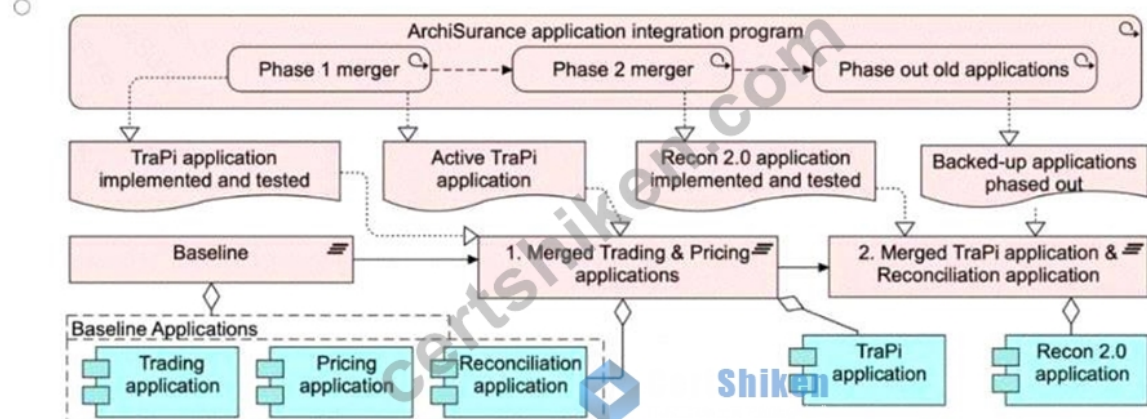 ArchiSurance application integration program
Phase 1 merger
Phase 2 merger
Phase out old applications
TraPi application
implemented and tested
Active TraPi
application
Recon 2.0 application
implemented and tested
Backed-up applications
phased out
Baseline
1. Merged Trading & Pricing
applications
2. Merged TraPi application &
Reconciliation application
Baseline Applications
Trading
application
Pricing
application
Reconciliation
application
TraPi
application
Recon 2.0
application
certshiken.com
Shiken